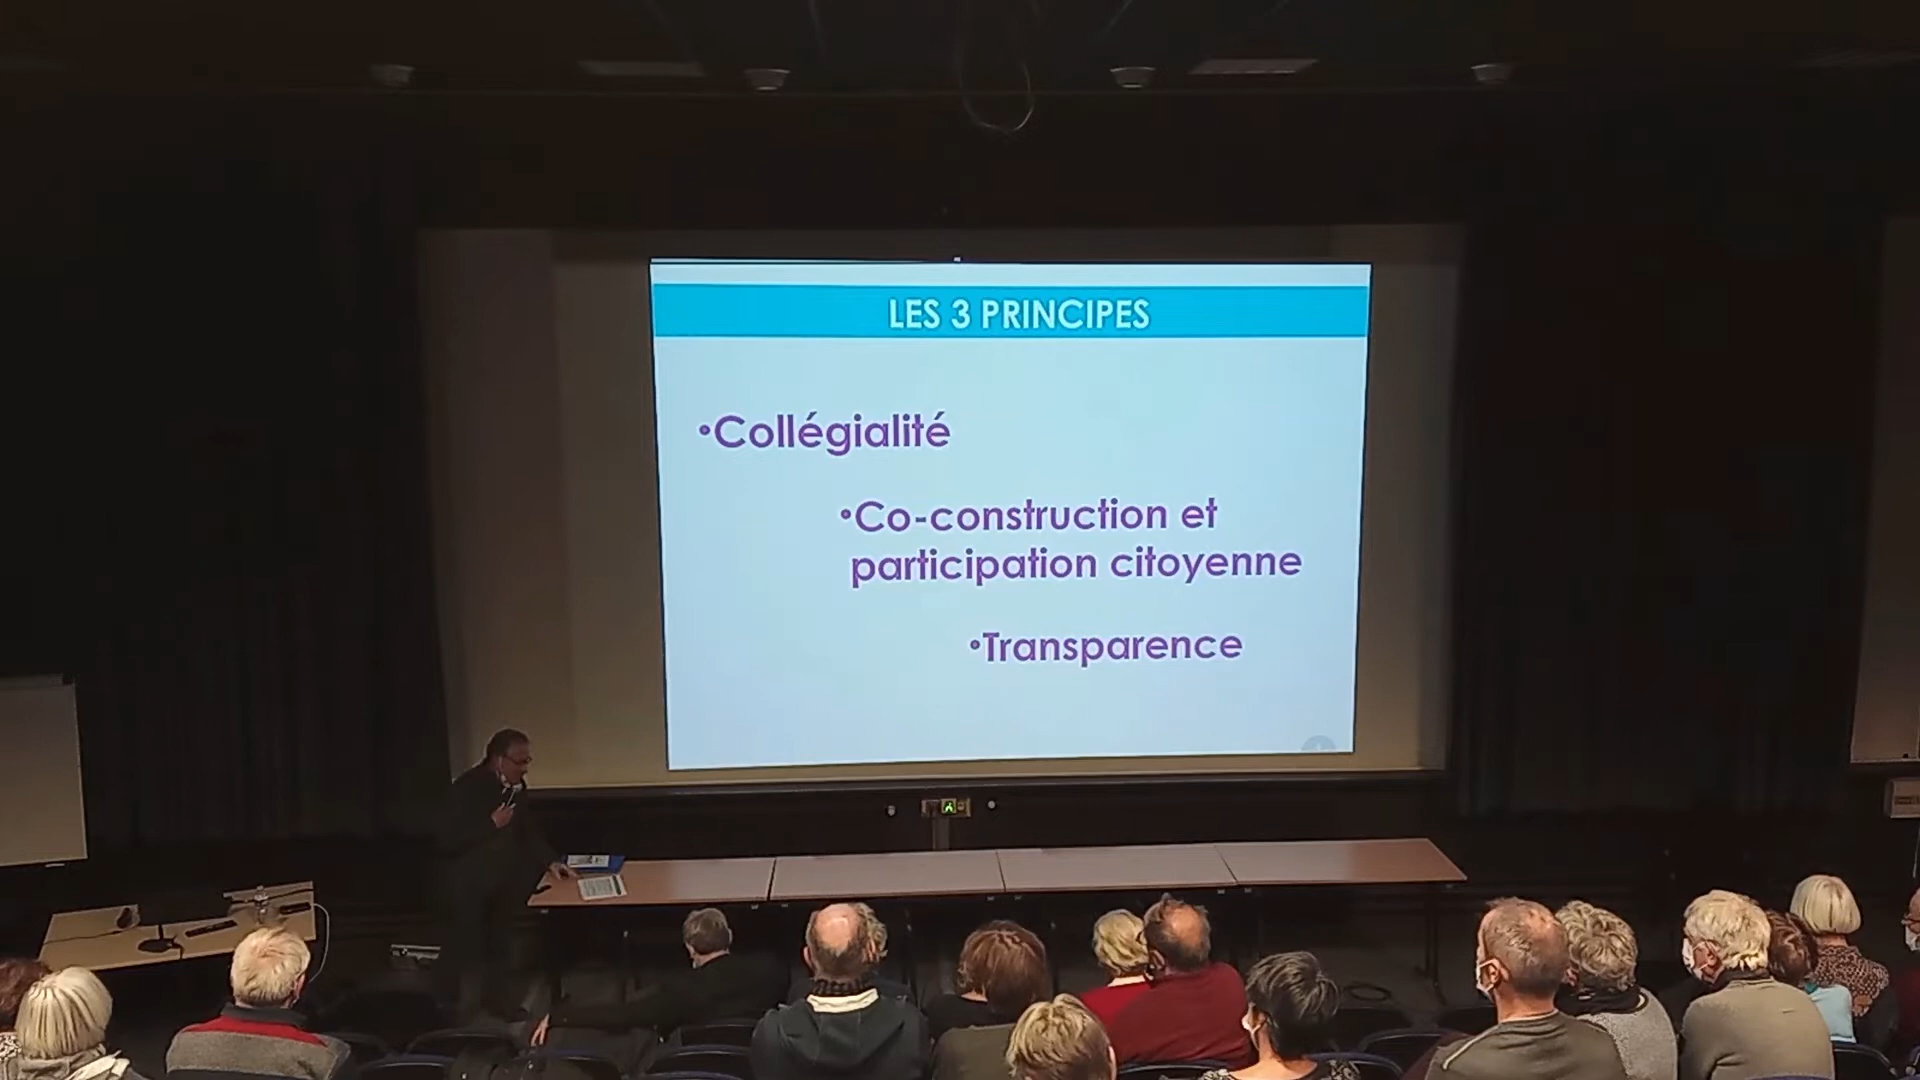 LES 3 PRINCIPES
•Collégialité
•Co-construction et
participation citoyenne
•Transparence